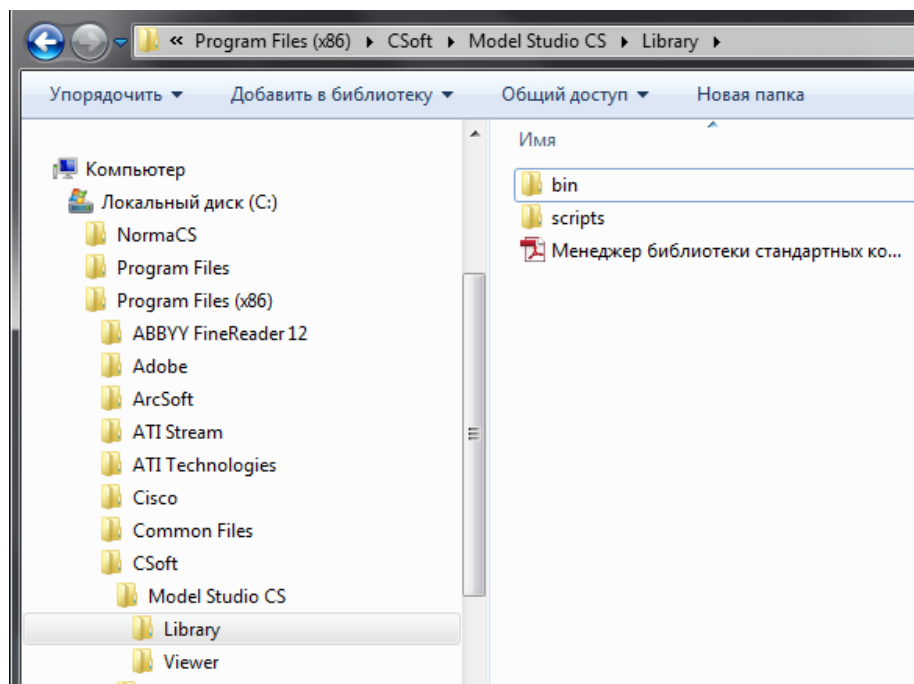 « Program Files (x86) ▸ CSoft ▸ Model Studio CS ▸ Library ▸
Упорядочить ▼ Добавить в библиотеку ▼ Общий доступ ▼ Новая папка
Имя
Компьютер
Локальный диск (C:)
NormaCS
Program Files
Program Files (x86)
ABBYY FineReader 12
Adobe
ArcSoft
ATI Stream
ATI Technologies
Cisco
Common Files
CSoft
Model Studio CS
Library
Viewer
bin
scripts
Менеджер библиотеки стандартных ко...